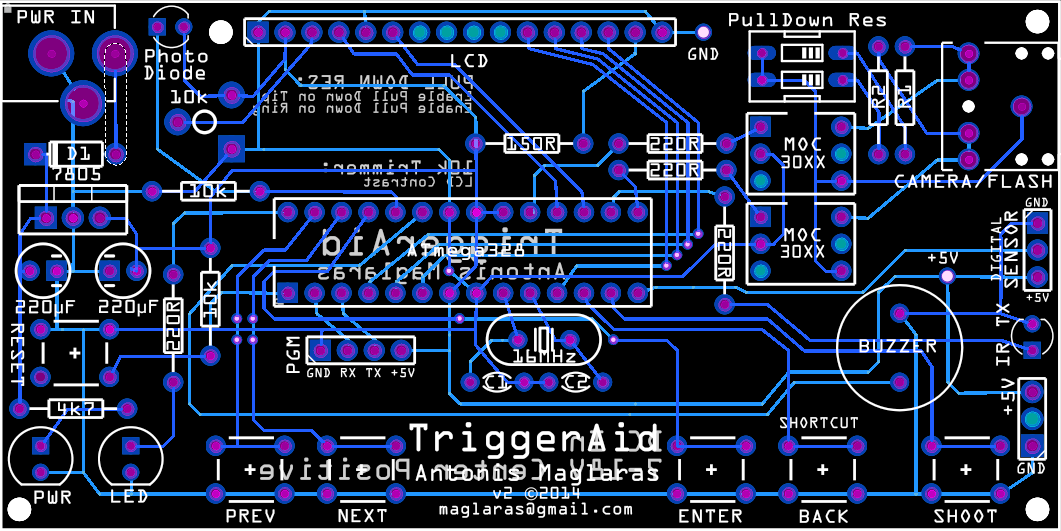 PWR IN
PullDown Res
Photo
Diode
LCD
GND
PULL DOWN RES:
Enable Pull Down on Tip
Enable Pull Down on Ring
10k
R2
R1
D1
7805
150R
220R
220R
MOC
30XX
10k Trimmer:
LCD Contrast
10k
CAMERA/FLASH
GND
TriggerAid
ATmega328
Antonis Maglaras
MOC
30XX
220R
DIGITAL
SENSOR
+5V
+5V
220µF
220µF
220R
10k
RESET
PGM
GND RX TX +5V
16MHz
C1
C2
BUZZER
IR TX
+5V
4k7
SHORTCUT
GND
TriggerAid
DC in
Center Positive
Antonis Maglaras
v2 ©2014
maglaras@gmail.com
PWR
LED
PREV
NEXT
ENTER
BACK
SHOOT